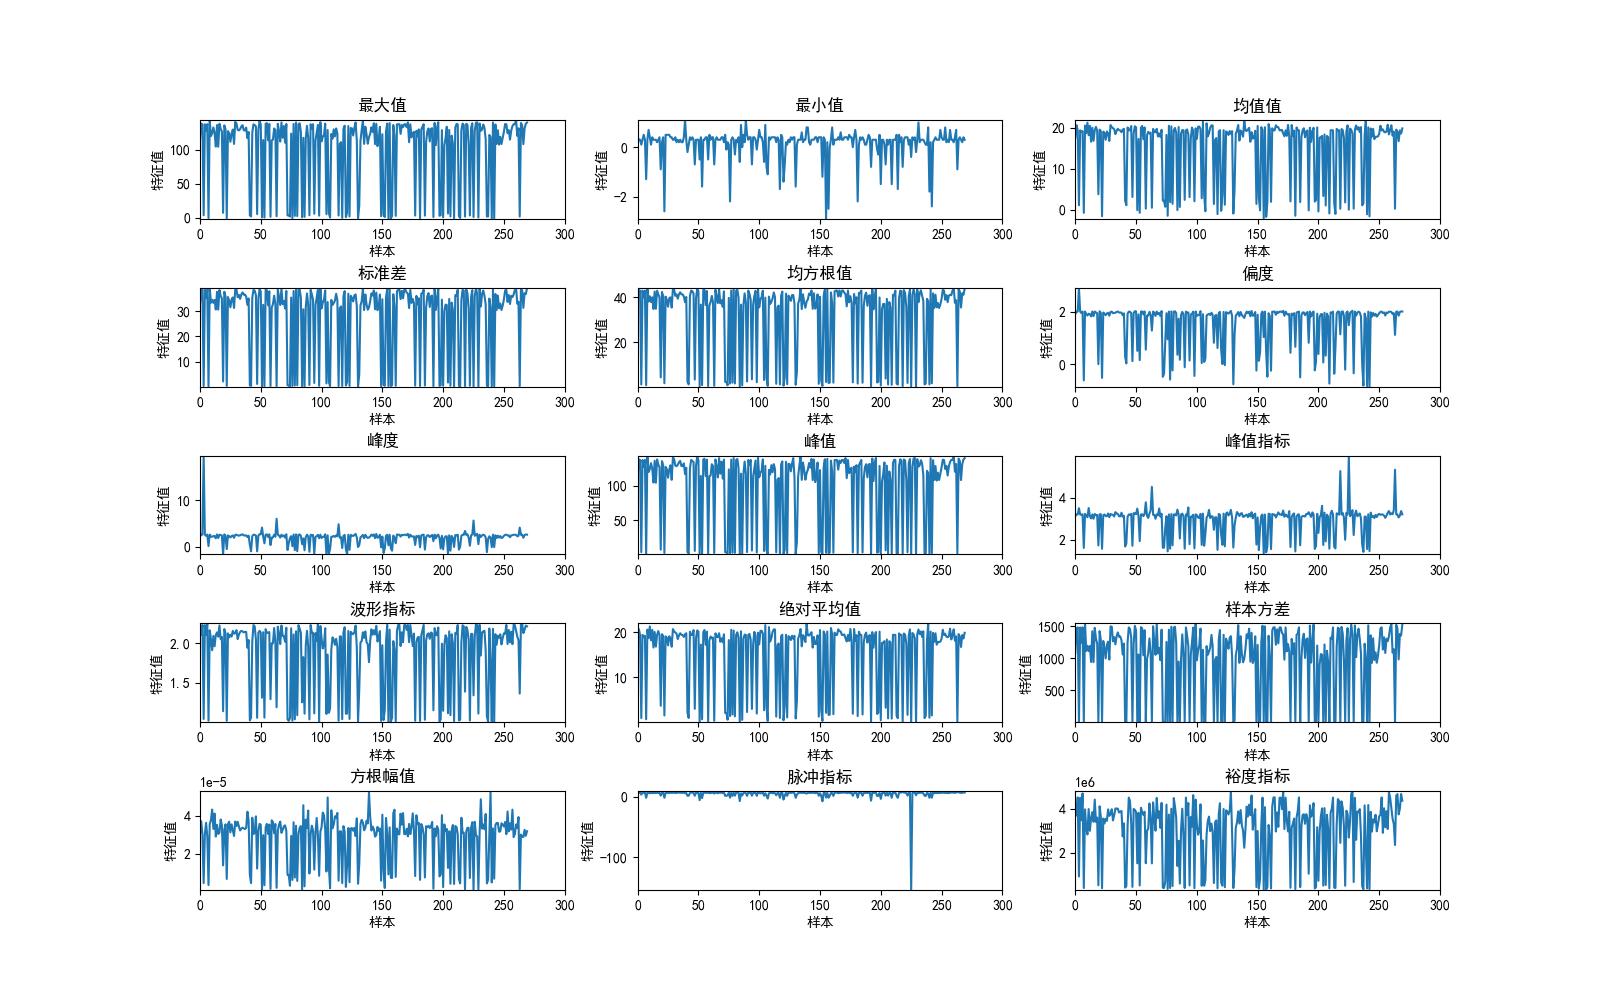 最大值 最小值 均值值
特征值 100 50 0 特征值 0 −2 特征值 20 10 0
0 50 100 150 200 250 300 0 50 100 150 200 250 300 0 50 100 150 200 250 300
样本 样本 样本
标准差 均方根值 偏度
特征值 30 20 10 特征值 40 20 特征值 2 0
0 50 100 150 200 250 300 0 50 100 150 200 250 300 0 50 100 150 200 250 300
样本 样本 样本
峰度 峰值 峰值指标
特征值 10 0 特征值 100 50 特征值 4 2
0 50 100 150 200 250 300 0 50 100 150 200 250 300 0 50 100 150 200 250 300
样本 样本 样本
波形指标 绝对平均值 样本方差
特征值 2.0 1.5 特征值 20 10 特征值 1500 1000 500
0 50 100 150 200 250 300 0 50 100 150 200 250 300 0 50 100 150 200 250 300
样本 样本 样本
方根幅值 脉冲指标 裕度指标
1e−5 1e6
特征值 4 2 特征值 0 −100 特征值 4 2
0 50 100 150 200 250 300 0 50 100 150 200 250 300 0 50 100 150 200 250 300
样本 样本 样本